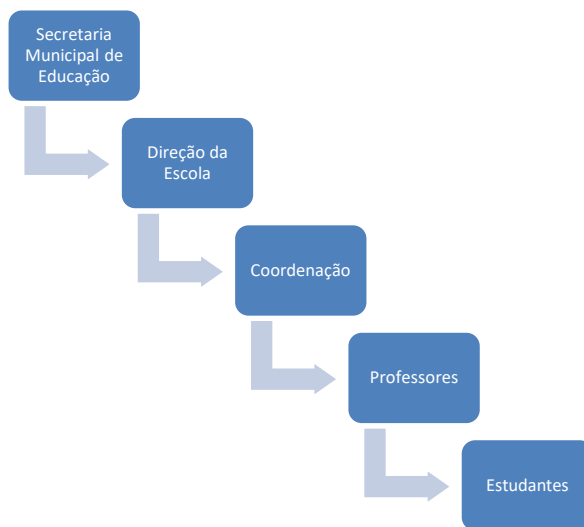 Secretaria
Municipal de
Educação
Direção da
Escola
Coordenação
Professores
Estudantes